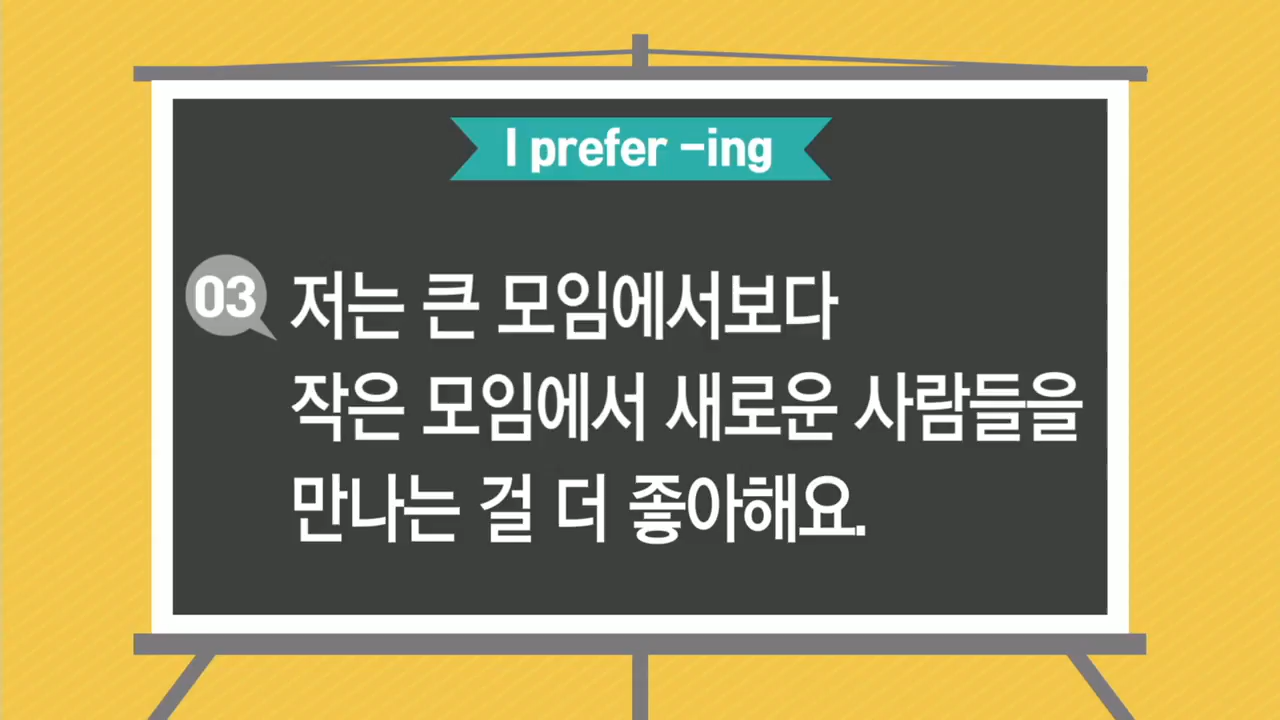 I prefer -ing
03 저는 큰 모임에서보다
작은 모임에서 새로운 사람들을
만나는 걸 더 좋아해요.